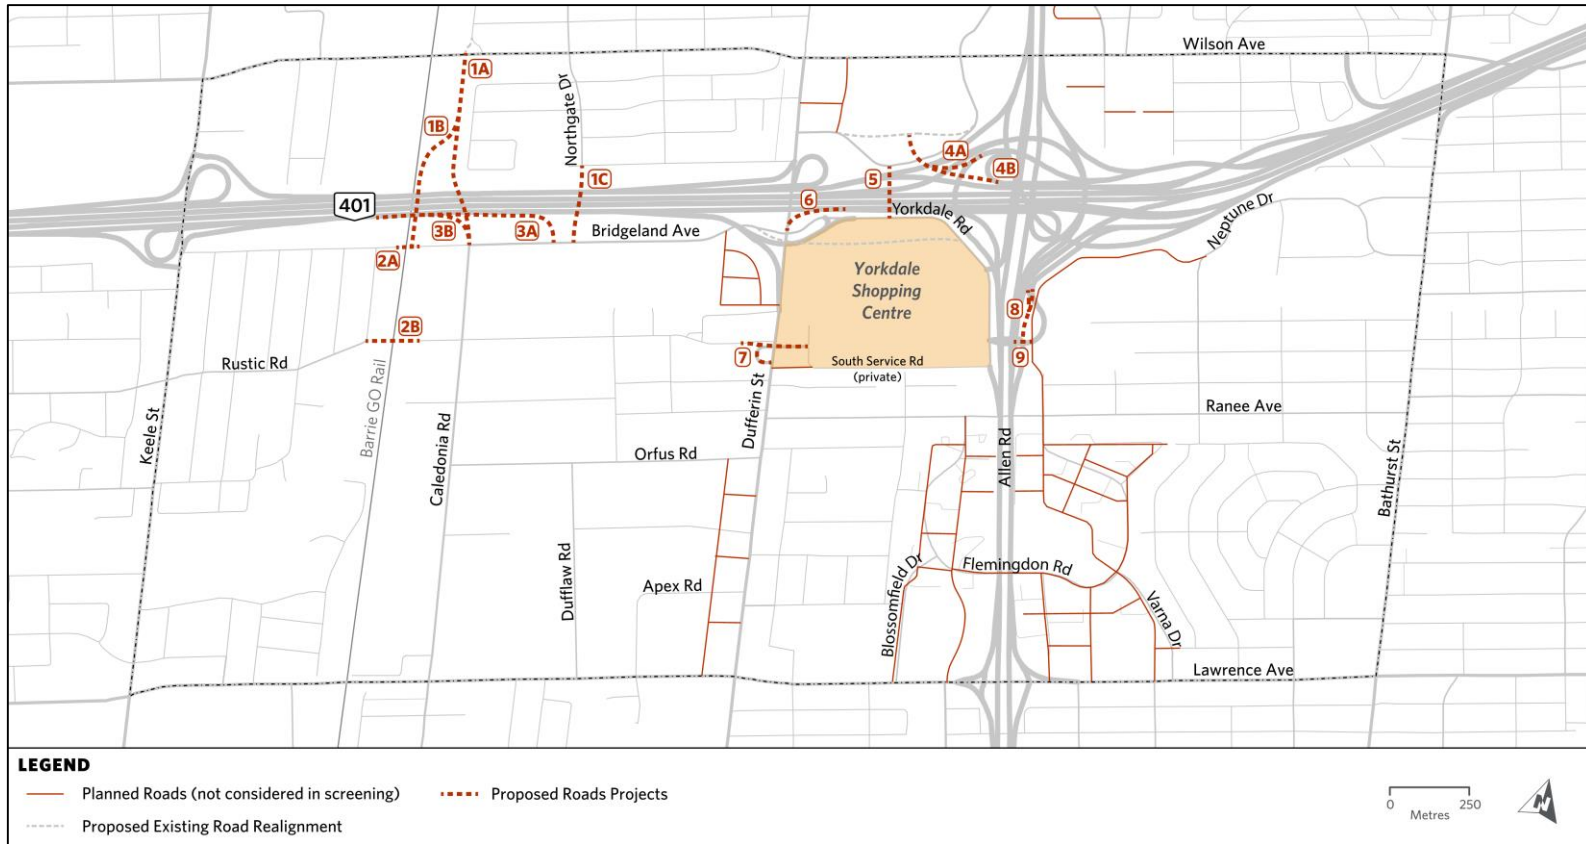 Wilson Ave
1A
Northgate Dr
1B
4A
4B
1C
5
401
6
Yorkdale Rd
Neptune Dr
3B
3A
Bridgeland Ave
2A
Yorkdale
Shopping
Centre
8
2B
7
9
Rustic Rd
South Service Rd
(private)
Barrie GO Rail
Keele St
Caledonia Rd
Dufferin St
Ranee Ave
Orfus Rd
Allen Rd
Bathurst St
Dufflaw Rd
Apex Rd
Blossomfield Dr
Flemingdon Rd
Varna Dr
Lawrence Ave
LEGEND
Planned Roads (not considered in screening)
Proposed Roads Projects
Proposed Existing Road Realignment
0 250
Metres
N